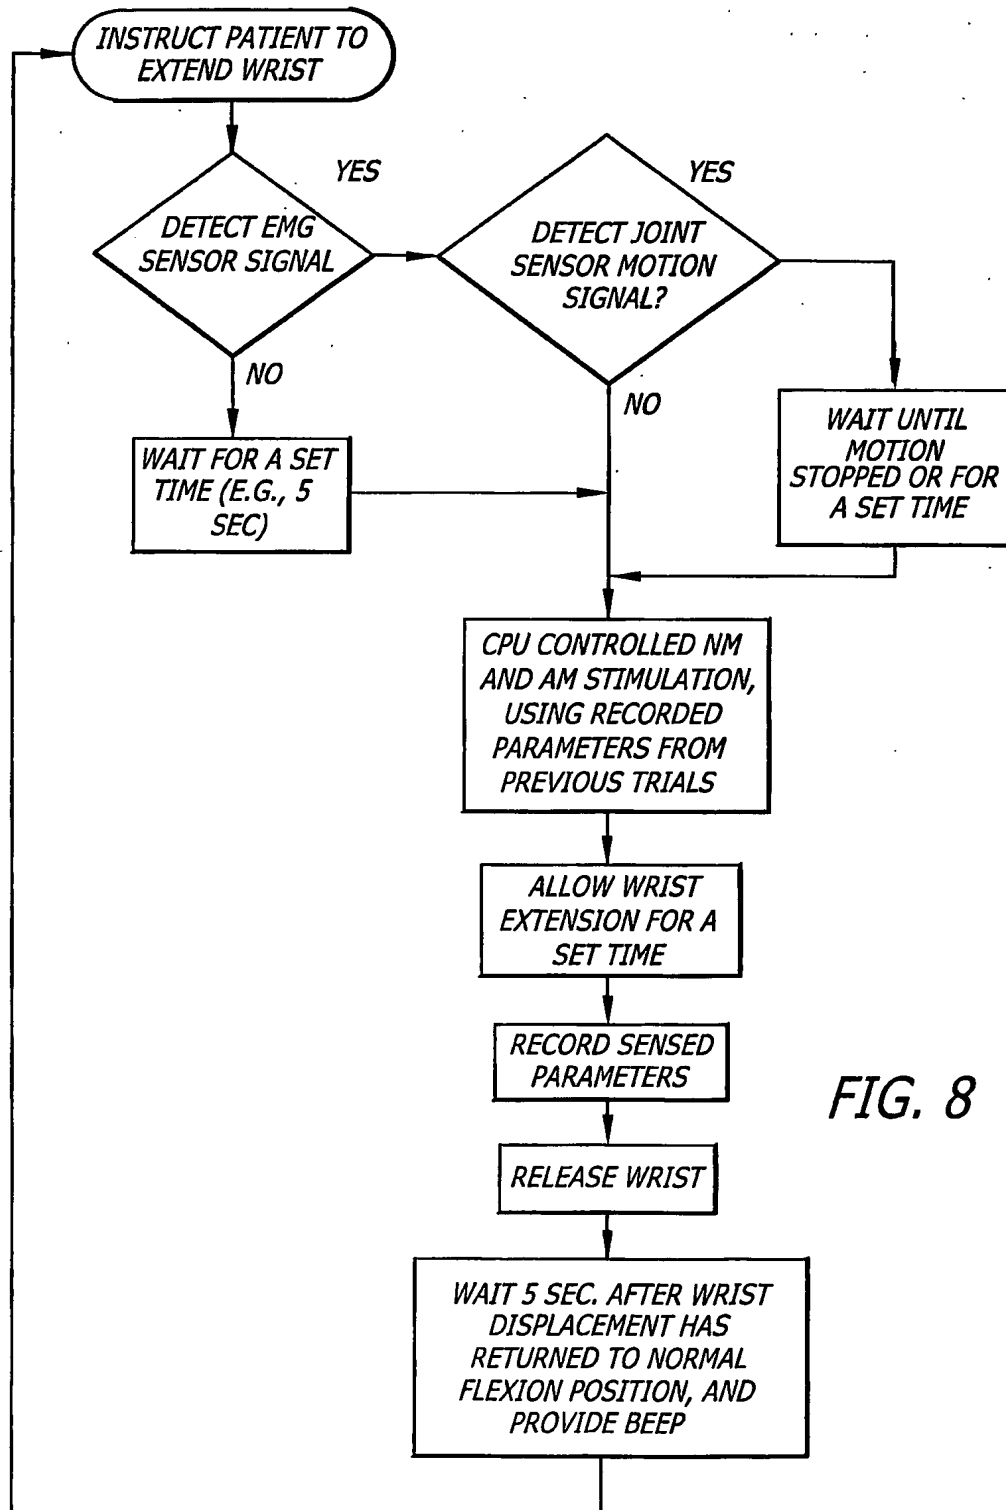 INSTRUCT PATIENT TO
EXTEND WRIST
YES
DETECT EMG
SENSOR SIGNAL
NO
YES
DETECT JOINT
SENSOR MOTION
SIGNAL?
NO
WAIT FOR A SET
TIME (E.G., 5
SEC)
WAIT UNTIL
MOTION
STOPPED OR FOR
A SET TIME
CPU CONTROLLED NM
AND AM STIMULATION,
USING RECORDED
PARAMETERS FROM
PREVIOUS TRIALS
ALLOW WRIST
EXTENSION FOR A
SET TIME
RECORD SENSED
PARAMETERS
FIG. 8
RELEASE WRIST
WAIT 5 SEC. AFTER WRIST
DISPLACEMENT HAS
RETURNED TO NORMAL
FLEXION POSITION, AND
PROVIDE BEEP